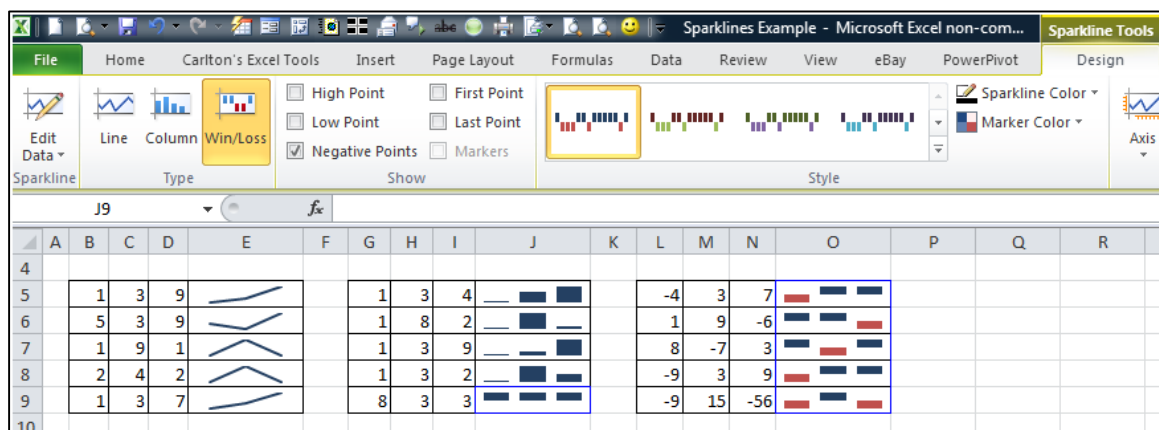 Sparklines Example - Microsoft Excel non-com... Sparkline Tools
File Home Carlton's Excel Tools Insert Page Layout Formulas Data Review View eBay PowerPivot Design
Edit Data Line Column Win/Loss
High Point First Point
Low Point Last Point
Negative Points Markers
Sparkline Color
Marker Color
Axis
Sparkline Type Show Style
J9 fx
A B C D E F G H I J K L M N O P Q R
4
5 1 3 9 1 3 4 -4 3 7
6 5 3 9 1 8 2 1 9 -6
7 1 9 1 1 3 9 8 -7 3
8 2 4 2 1 3 2 -9 3 9
9 1 3 7 8 3 3 -9 15 -56
10